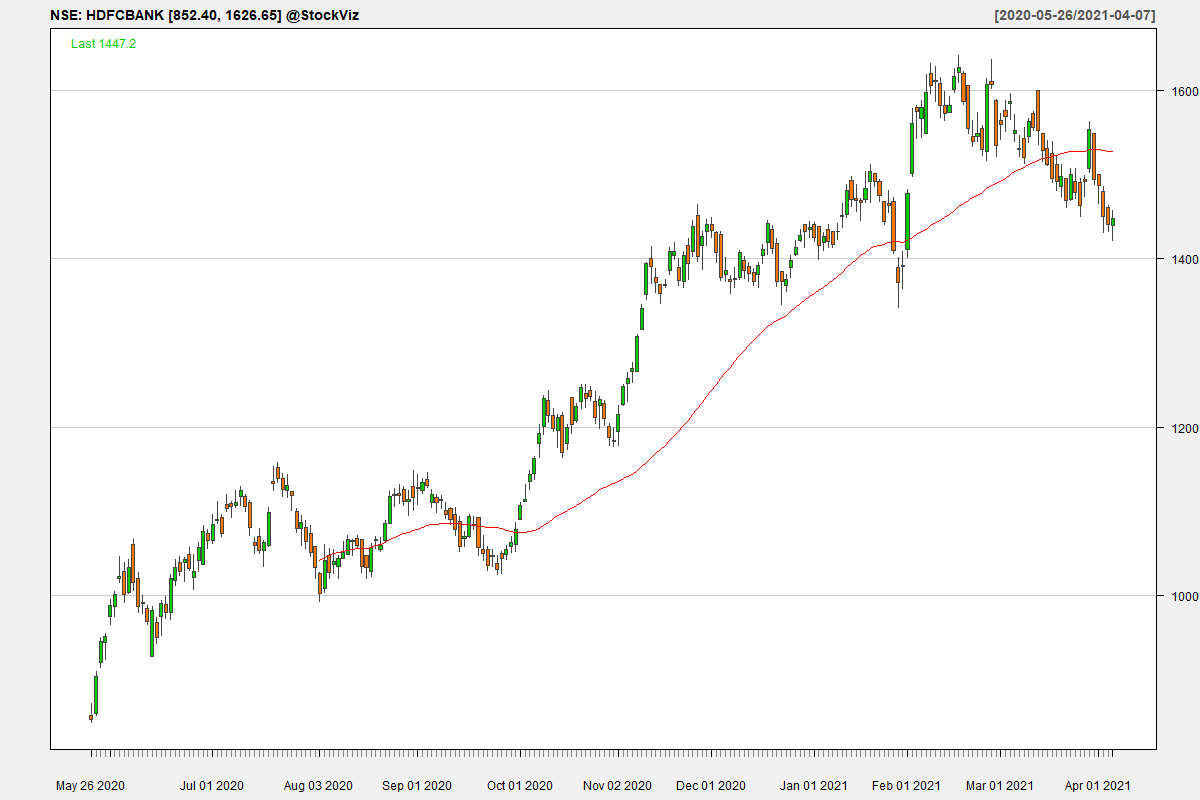 NSE: HDFCBANK [852.40, 1626.65] @StockViz [2020-05-26/2021-04-07]
Last 1447.2
1600
1400
1200
1000
May 26 2020 Jul 01 2020 Aug 03 2020 Sep 01 2020 Oct 01 2020 Nov 02 2020 Dec 01 2020 Jan 01 2021 Feb 01 2021 Mar 01 2021 Apr 01 2021